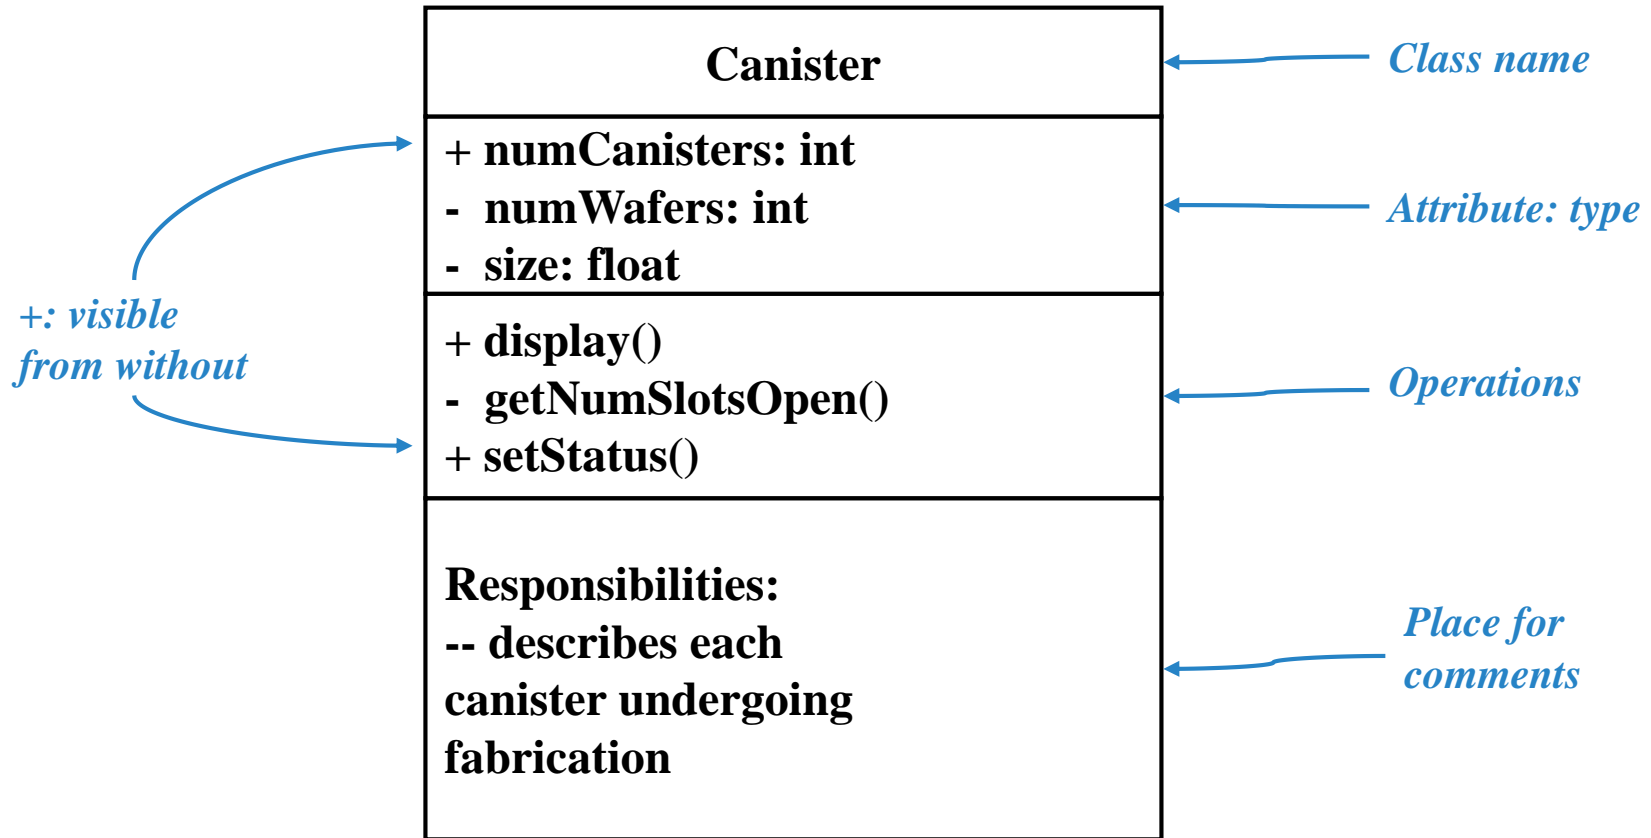 Canister
Class name
+ numCanisters: int
- numWafers: int
- size: float
Attribute: type
+: visible
from without
+ display()
- getNumSlotsOpen()
+ setStatus()
Operations
Responsibilities:
-- describes each
canister undergoing
fabrication
Place for
comments